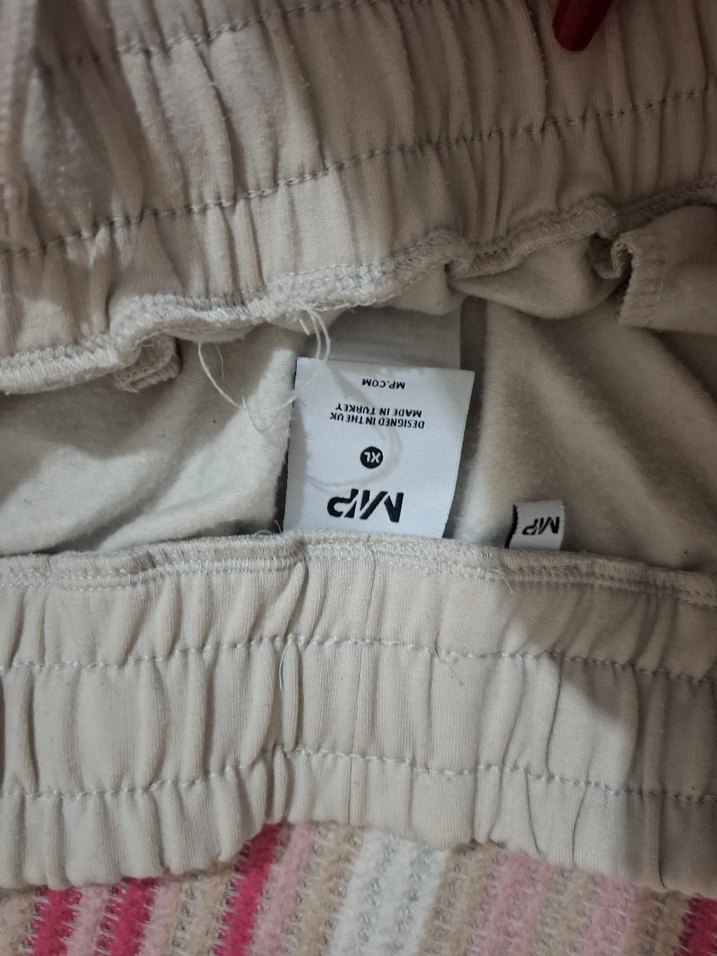 MP
XL
DESIGNED IN THE UK
MADE IN TURKEY
MP.COM
MP